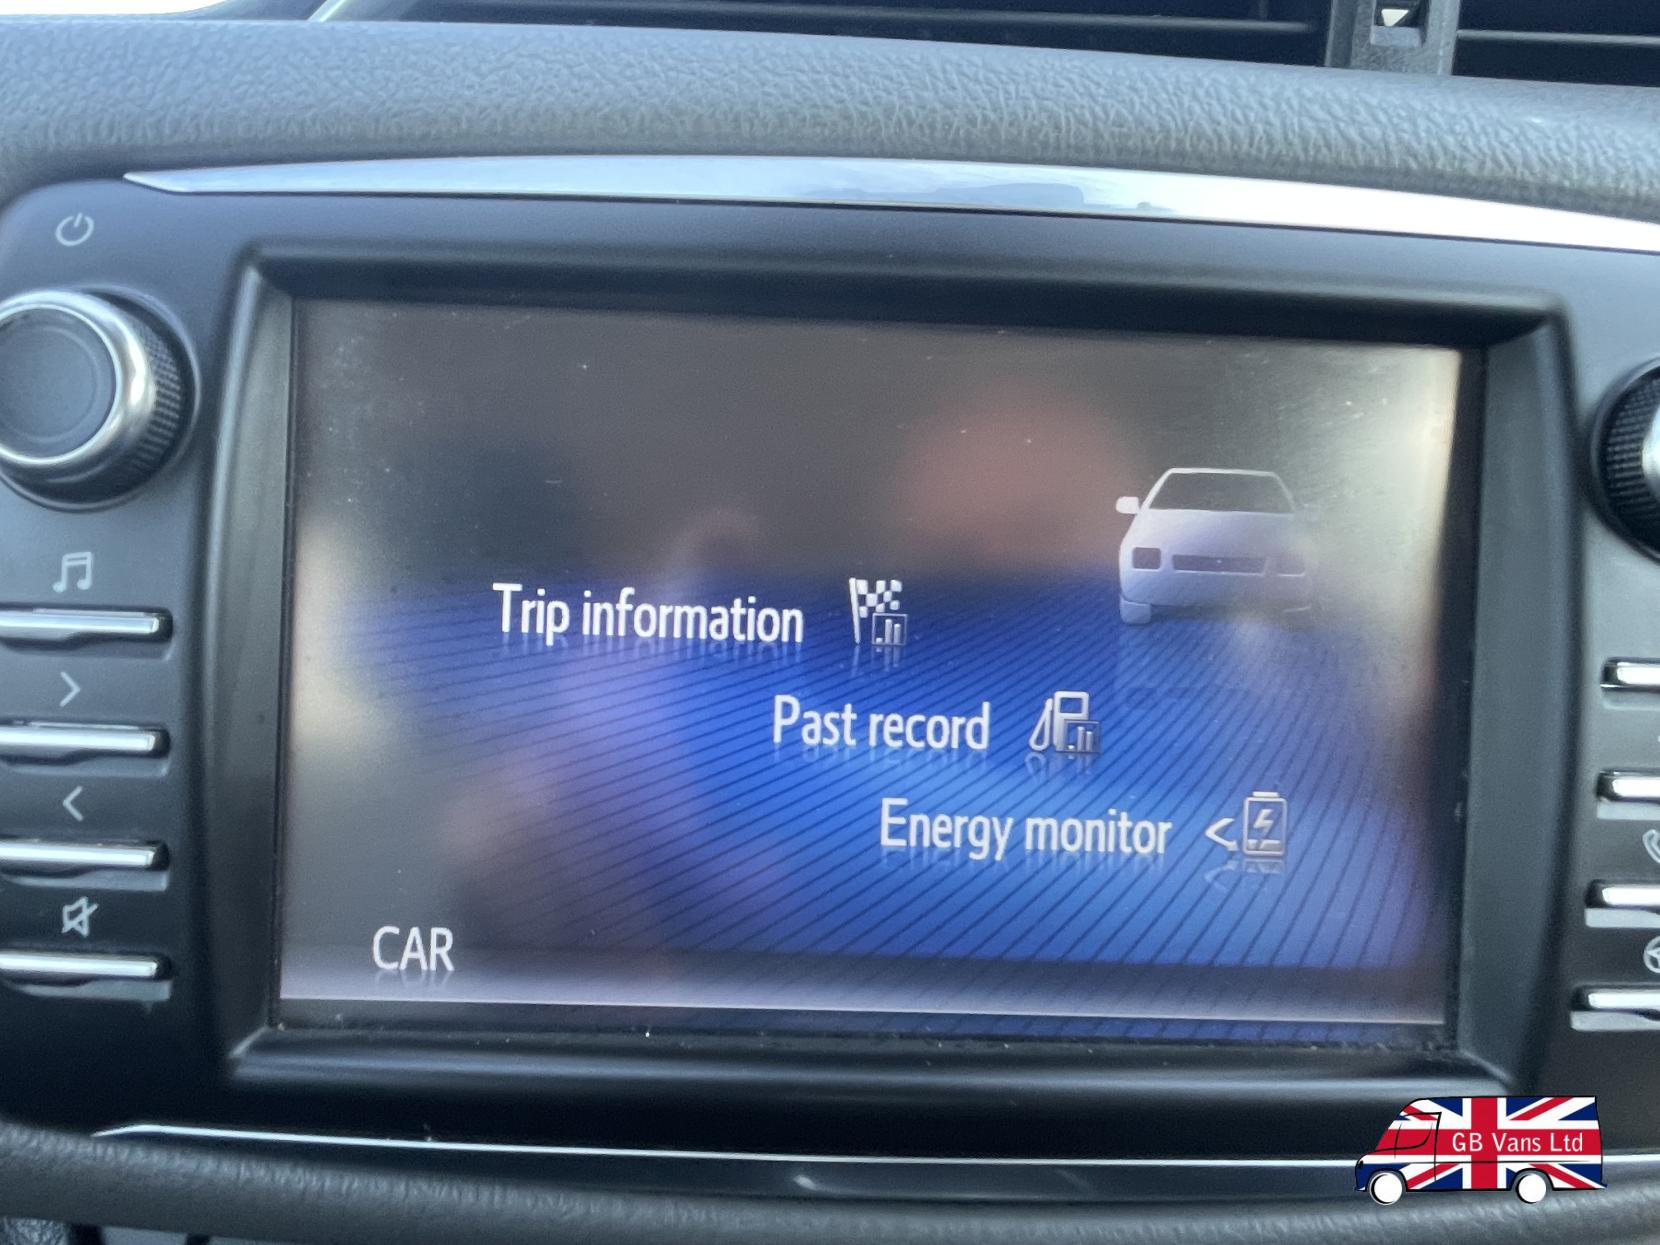 Trip information
Past record
Energy monitor
CAR
GB Vans Ltd